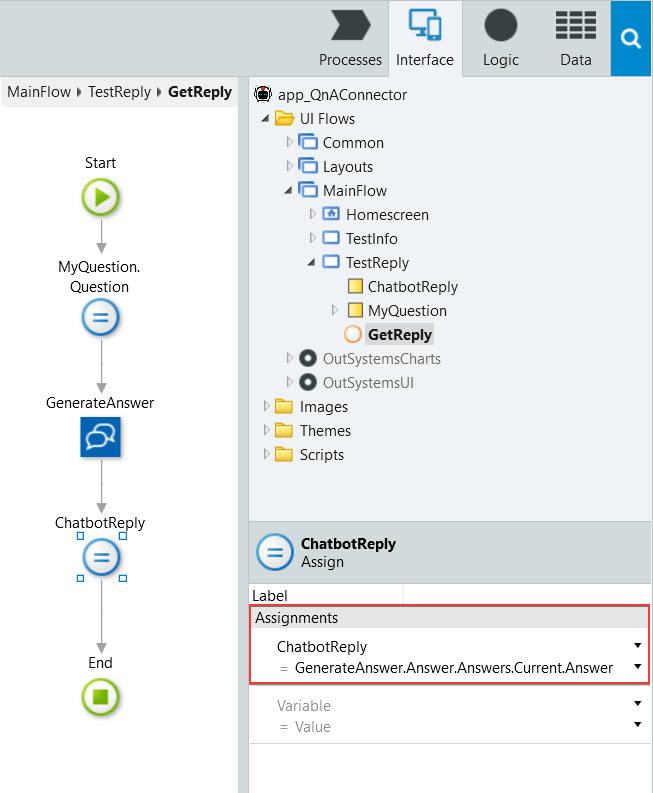 Processes
Interface
Logic
Data
MainFlow
TestReply
GetReply
Start
MyQuestion.
Question
GenerateAnswer
ChatbotReply
End
app_QnAConnector
UI Flows
Common
Layouts
MainFlow
Homescreen
TestInfo
TestReply
ChatbotReply
MyQuestion
GetReply
OutSystemsCharts
OutSystemsUI
Images
Themes
Scripts
ChatbotReply
Assign
Label
Assignments
ChatbotReply
= GenerateAnswer.Answer.Answers.Current.Answer
Variable
= Value